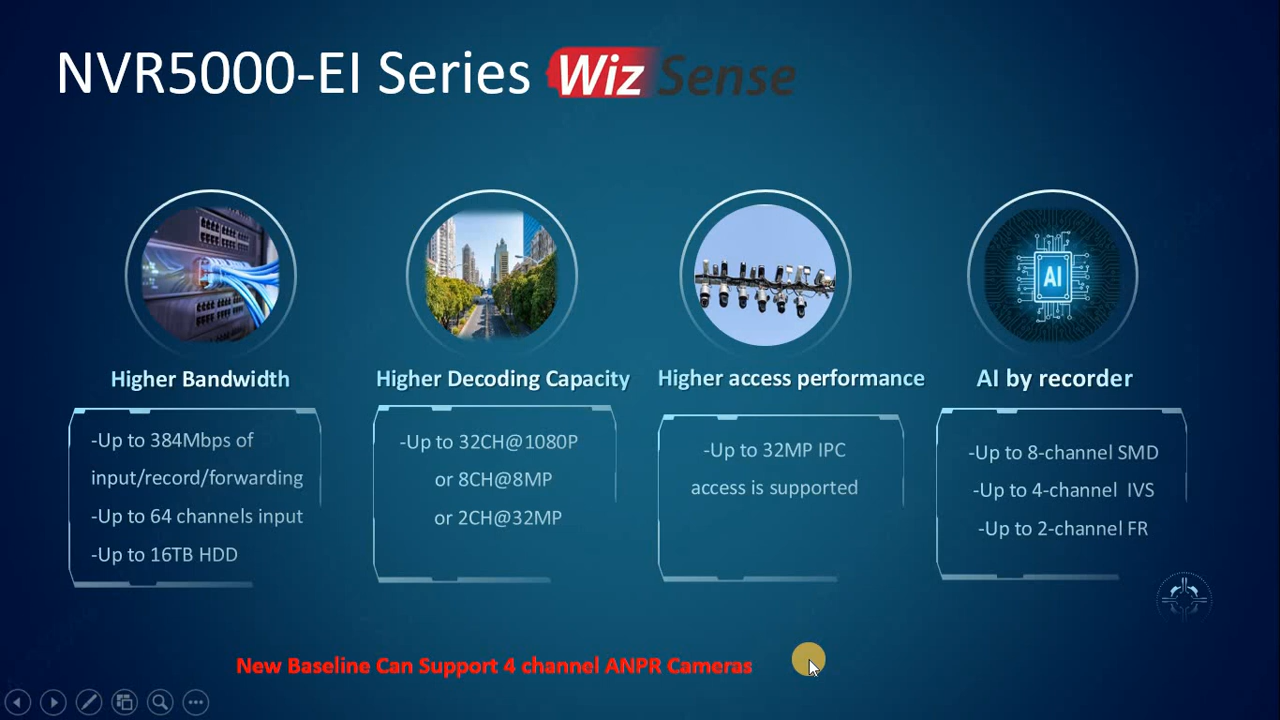 NVR5000-EI Series Wiz Sense
Higher Bandwidth
-Up to 384Mbps of
input/record/forwarding
-Up to 64 channels input
-Up to 16TB HDD
Higher Decoding Capacity
-Up to 32CH@1080P
or 8CH@8MP
or 2CH@32MP
Higher access performance
-Up to 32MP IPC
access is supported
AI
AI by recorder
-Up to 8-channel SMD
-Up to 4-channel IVS
-Up to 2-channel FR
New Baseline Can Support 4 channel ANPR Cameras